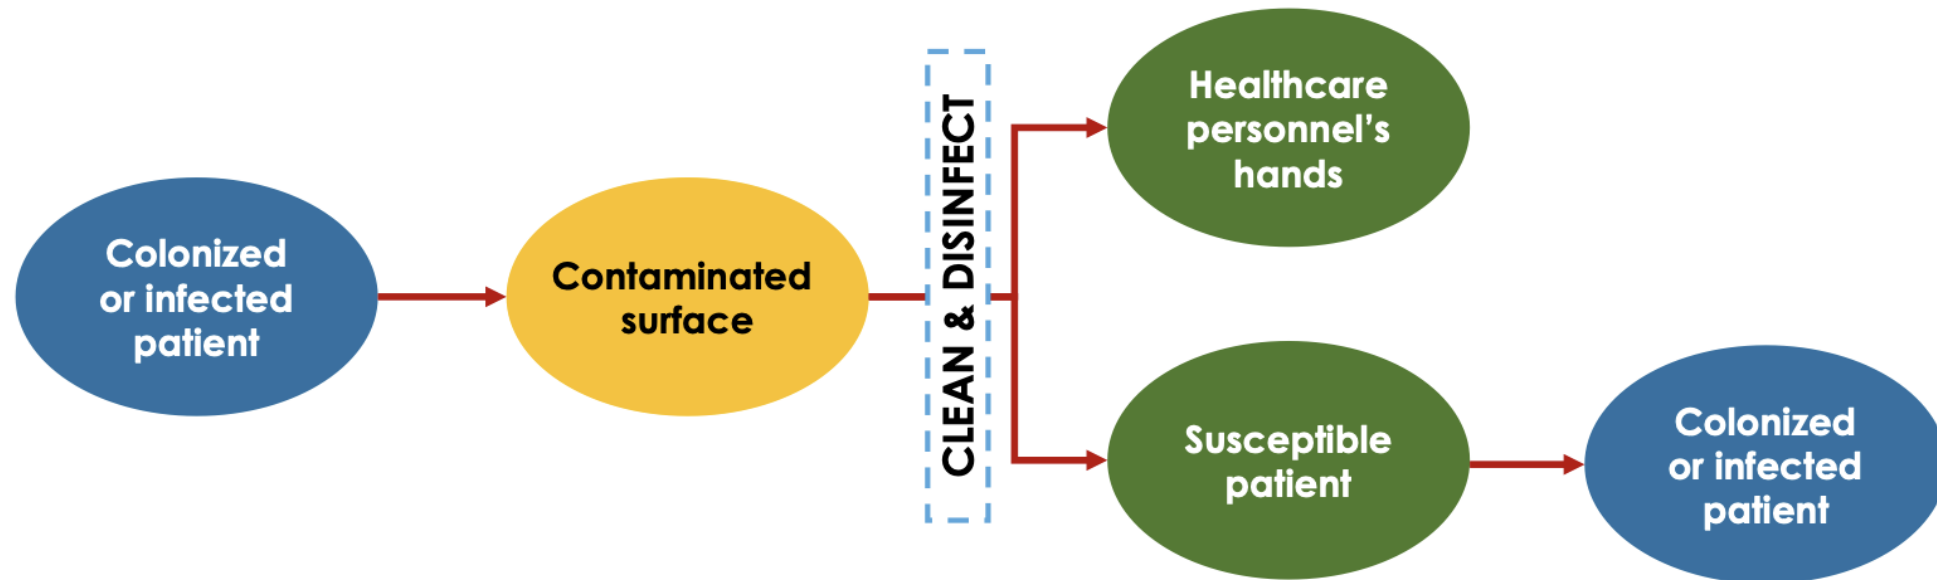 Colonized
or infected
patient
Contaminated
surface
CLEAN & DISINFECT
Healthcare
personnel’s
hands
Susceptible
patient
Colonized
or infected
patient